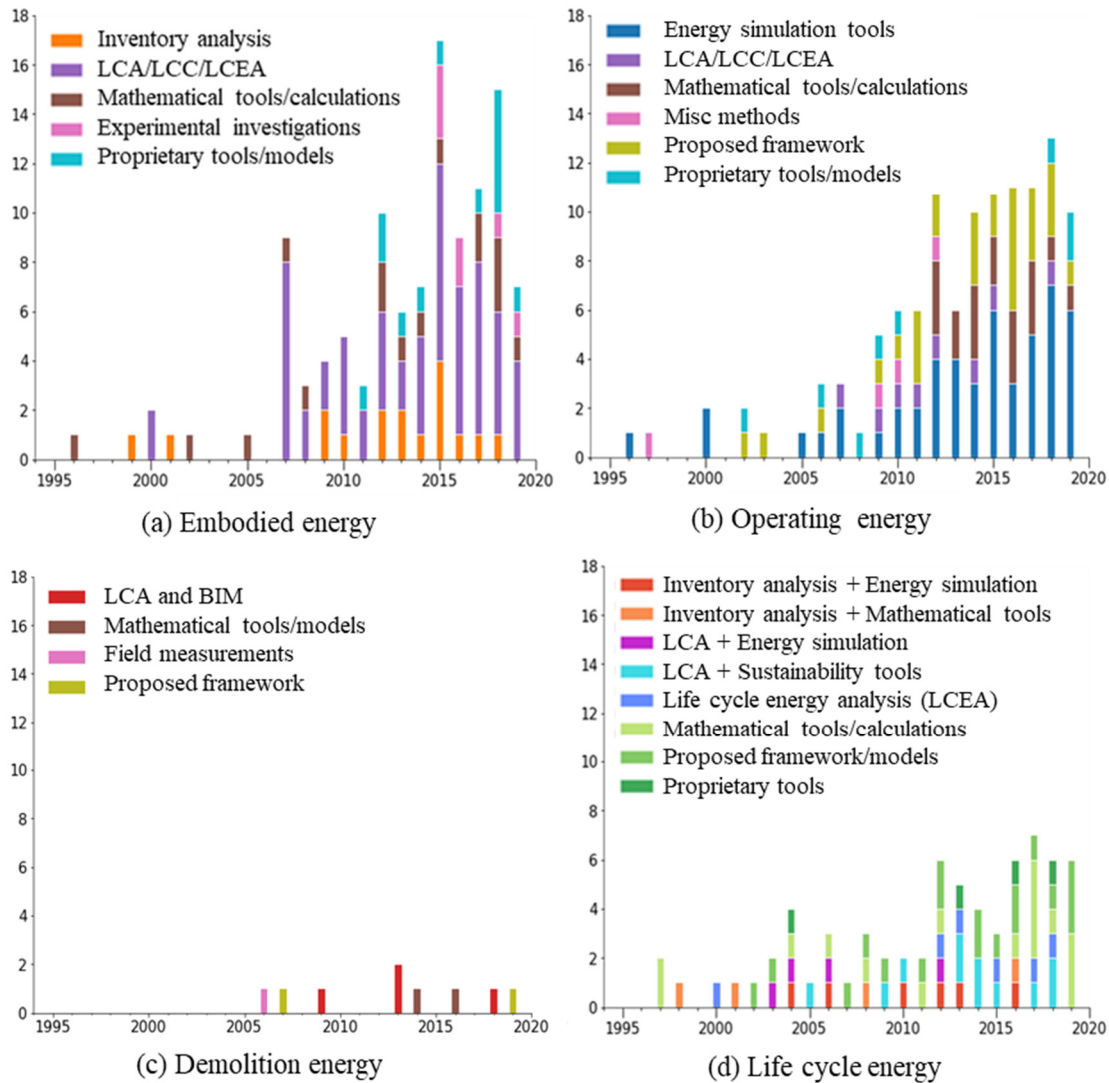 18
16
14
12
10
8
6
4
2
0
Inventory analysis
LCA/LCC/LCEA
Mathematical tools/calculations
Experimental investigations
Proprietary tools/models
1995 2000 2005 2010 2015 2020
(a) Embodied energy
18
16
14
12
10
8
6
4
2
0
Energy simulation tools
LCA/LCC/LCEA
Mathematical tools/calculations
Misc methods
Proposed framework
Proprietary tools/models
1995 2000 2005 2010 2015 2020
(b) Operating energy
18
16
14
12
10
8
6
4
2
0
LCA and BIM
Mathematical tools/models
Field measurements
Proposed framework
1995 2000 2005 2010 2015 2020
(c) Demolition energy
18
16
14
12
10
8
6
4
2
0
Inventory analysis + Energy simulation
Inventory analysis + Mathematical tools
LCA + Energy simulation
LCA + Sustainability tools
Life cycle energy analysis (LCEA)
Mathematical tools/calculations
Proposed framework/models
Proprietary tools
1995 2000 2005 2010 2015 2020
(d) Life cycle energy